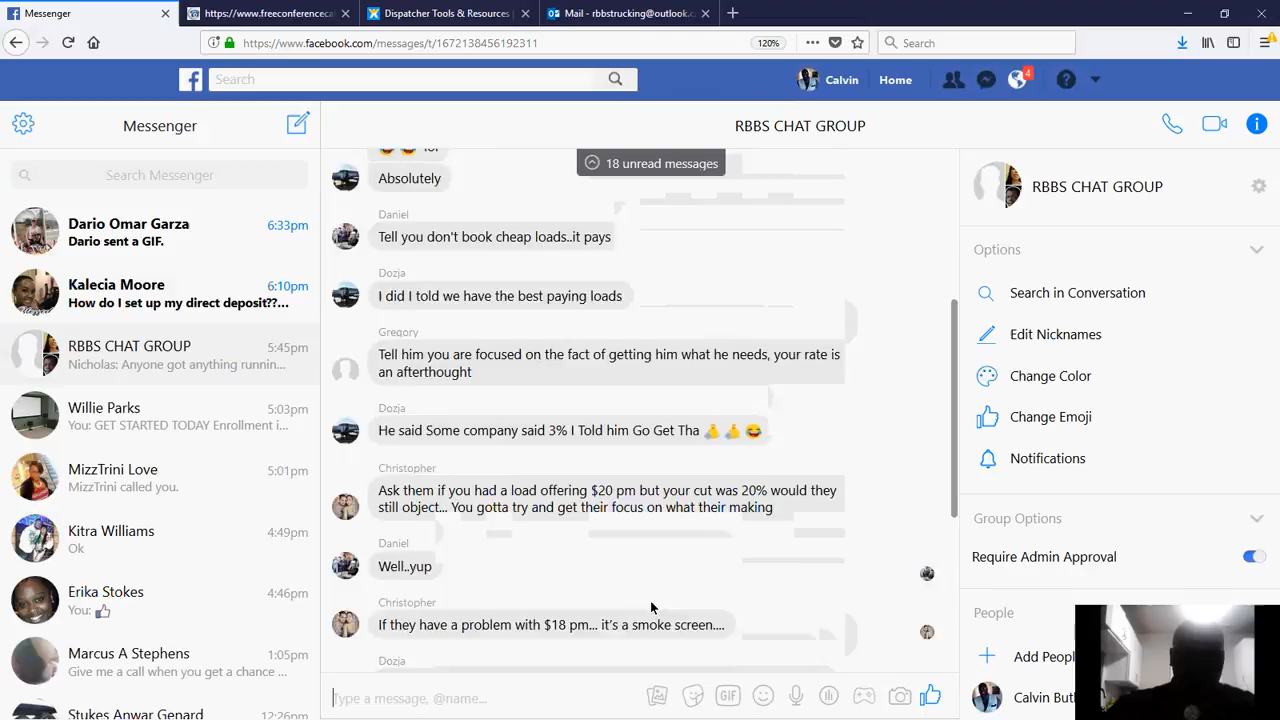 Messenger
https://www.freeconferenceca
Dispatcher Tools & Resources |
Mail - rbbstrucking@outlook.c
https://www.facebook.com/messages/t/1672138456192311
120%
Search
Search
Calvin
Home
4
Messenger
RBBS CHAT GROUP
Search Messenger
Dario Omar Garza
6:33pm
Dario sent a GIF.
Kalecia Moore
6:10pm
How do I set up my direct deposit??...
RBBS CHAT GROUP
5:45pm
Nicholas: Anyone got anything runnin...
Willie Parks
5:03pm
You: GET STARTED TODAY Enrollment i...
MizzTrini Love
5:01pm
MizzTrini called you.
Kitra Williams
4:49pm
Ok
Erika Stokes
4:46pm
You: 👍
Marcus A Stephens
1:05pm
Give me a call when you get a chance ...
Stukes Anwar Genard
12:26pm
18 unread messages
Absolutely
Daniel
Tell you don't book cheap loads..it pays
Dozja
I did I told we have the best paying loads
Gregory
Tell him you are focused on the fact of getting him what he needs, your rate is
an afterthought
Dozja
He said Some company said 3% I Told him Go Get Tha 👍 👍 😂
Christopher
Ask them if you had a load offering $20 pm but your cut was 20% would they
still object... You gotta try and get their focus on what their making
Daniel
Well..yup
Christopher
If they have a problem with $18 pm... it's a smoke screen....
Dozja
Type a message, @name...
GIF
RBBS CHAT GROUP
Options
Search in Conversation
Edit Nicknames
Change Color
Change Emoji
Notifications
Group Options
Require Admin Approval
People
Add Peopl
Calvin Butl